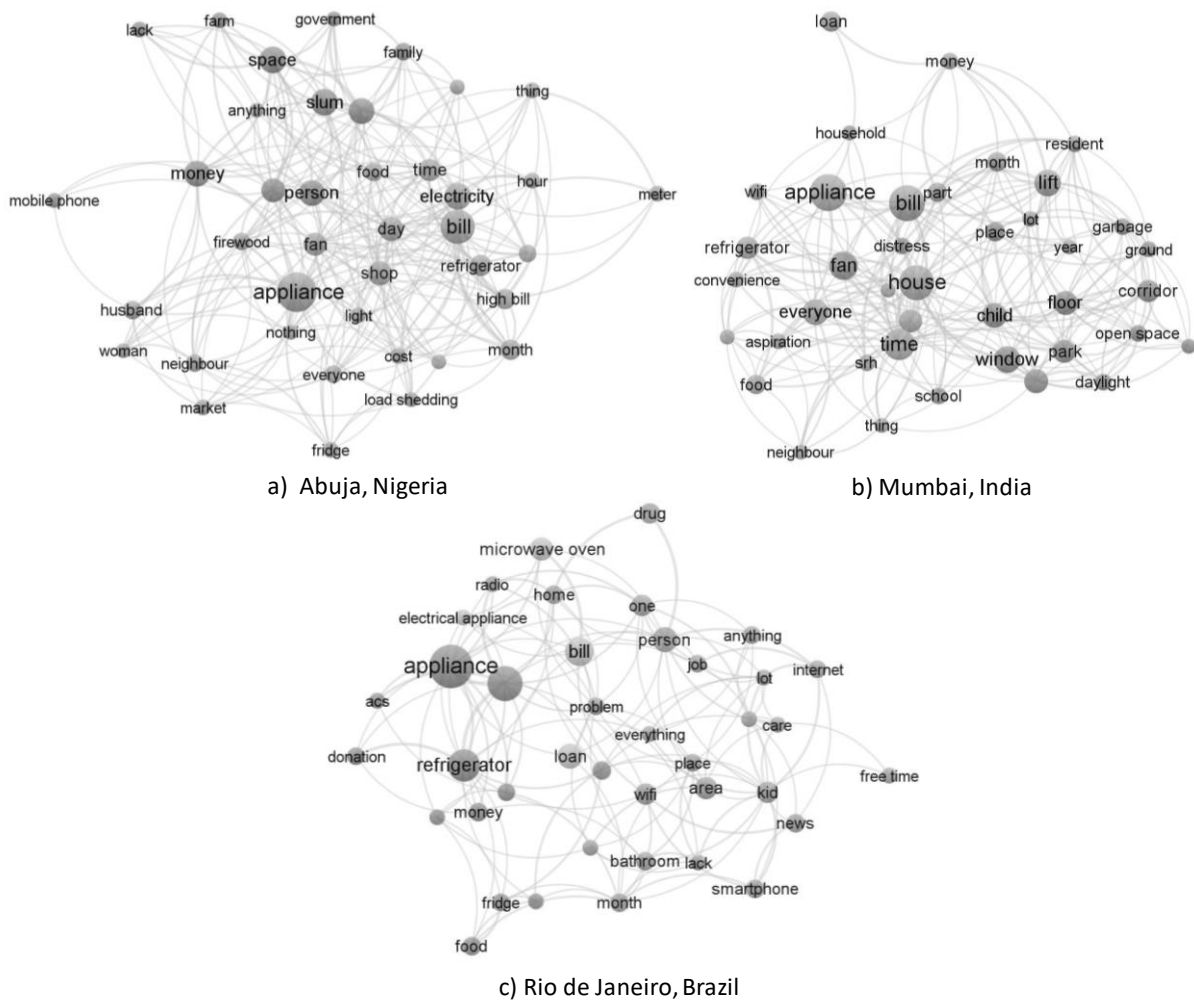 lack
farm
government
family
space
anything
slum
thing
money
food
time
mobile phone
person
electricity
hour
meter
firewood
fan
day
bill
refrigerator
shop
appliance
high bill
husband
light
nothing
woman
neighbour
cost
month
everyone
market
load shedding
fridge
a) Abuja, Nigeria
loan
money
household
resident
month
wifi
appliance
bill
part
lift
lot
place
garbage
refrigerator
distress
year
ground
convenience
fan
house
corridor
everyone
child
floor
aspiration
time
open space
srh
window
park
food
school
daylight
thing
neighbour
b) Mumbai, India
drug
microwave oven
radio
home
one
electrical appliance
person
anything
appliance
bill
job
internet
lot
acs
problem
care
everything
donation
loan
place
refrigerator
free time
wifi
area
kid
money
news
bathroom
lack
smartphone
fridge
month
food
c) Rio de Janeiro, Brazil